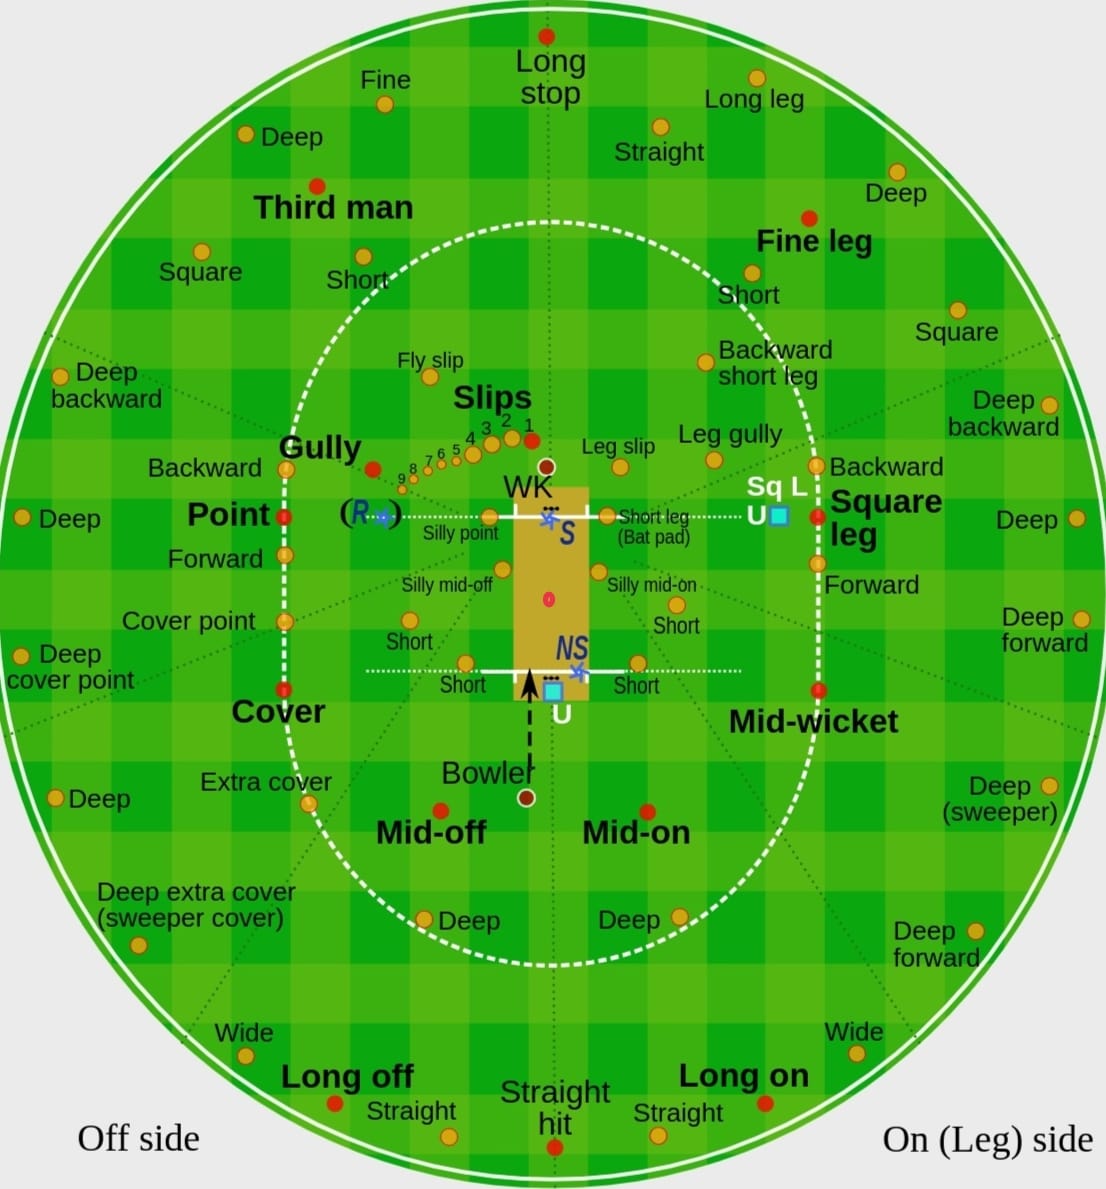 Long
stop
Fine
Long leg
Deep
Straight
Deep
Third man
Fine leg
Square
Short
Short
Square
Fly slip
Backward
short leg
Deep
backward
Slips
Deep
backward
1
2
3
4
5
6
7
8
9
Gully
Leg slip
Leg gully
Backward
WK
Backward
Sq L
U
Deep
Point
(R)
Silly point
S
Short leg
(Bat pad)
Square
leg
Deep
Forward
Silly mid-off
Silly mid-on
Forward
Cover point
Short
0
Short
Deep
forward
Deep
cover point
NS
Short
Short
Cover
U
Mid-wicket
Extra cover
Bowler
Deep
Deep
(sweeper)
Mid-off
Mid-on
Deep extra cover
(sweeper cover)
Deep
Deep
Deep
forward
Wide
Wide
Long off
Long on
Straight
Straight
hit
Straight
Off side
On (Leg) side